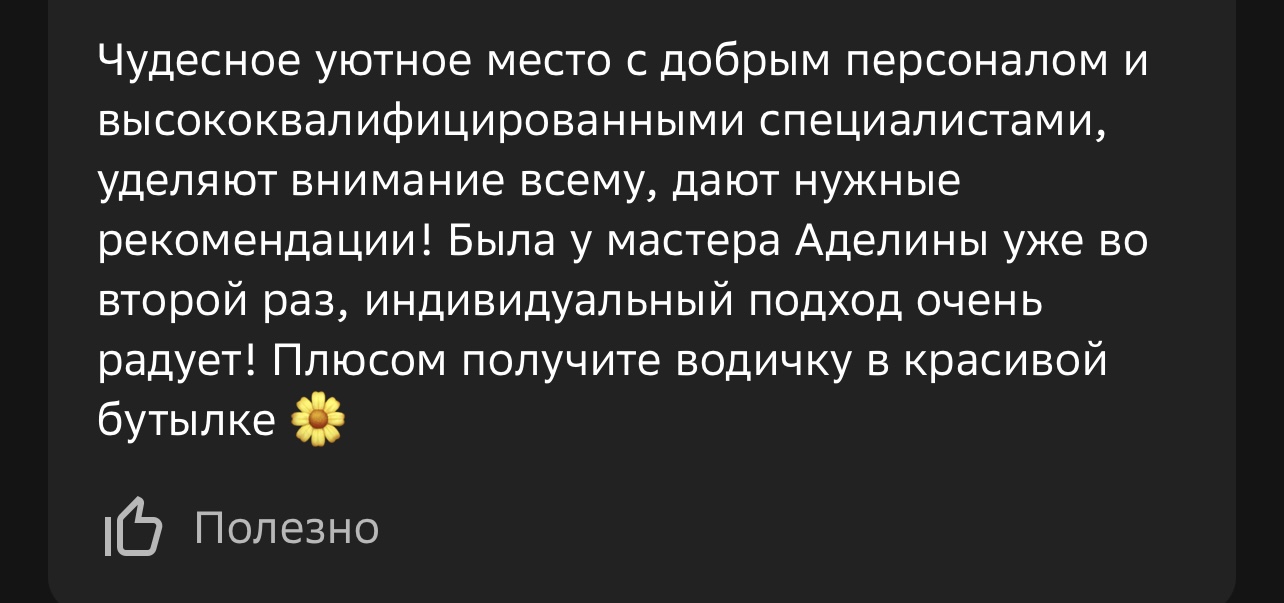 Чудесное уютное место с добрым персоналом и
высококвалифицированными специалистами,
уделяют внимание всему, дают нужные
рекомендации! Была у мастера Аделины уже во
второй раз, индивидуальный подход очень
радует! Плюсом получите водичку в красивой
бутылке 🌼
Полезно